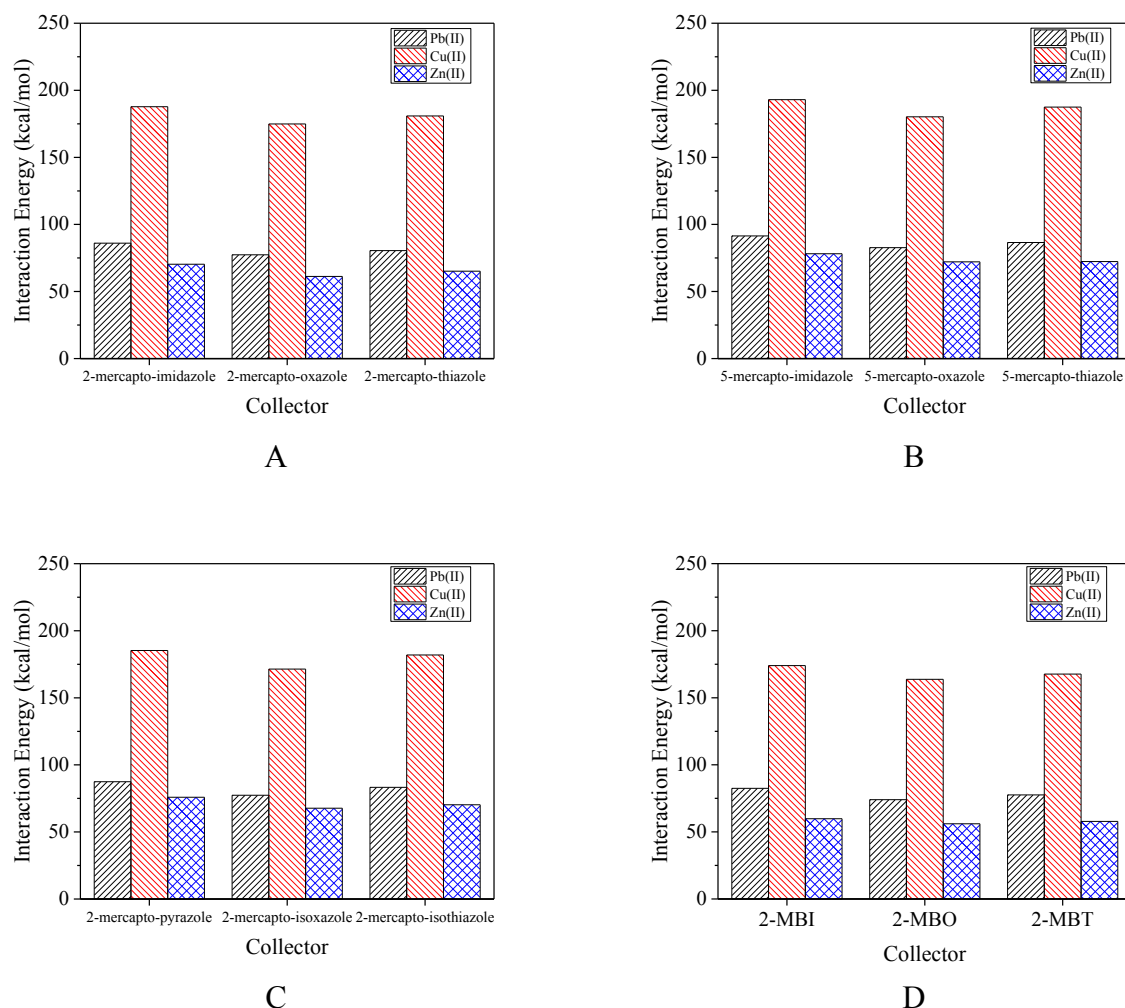 250
200
150
100
50
0
Interaction Energy (kcal/mol)
Pb(II)
Cu(II)
Zn(II)
2-mercapto-imidazole 2-mercapto-oxazole 2-mercapto-thiazole
Collector
A
250
200
150
100
50
0
Interaction Energy (kcal/mol)
Pb(II)
Cu(II)
Zn(II)
5-mercapto-imidazole 5-mercapto-oxazole 5-mercapto-thiazole
Collector
B
250
200
150
100
50
0
Interaction Energy (kcal/mol)
Pb(II)
Cu(II)
Zn(II)
2-mercapto-pyrazole 2-mercapto-isoxazole 2-mercapto-isothiazole
Collector
C
250
200
150
100
50
0
Interaction Energy (kcal/mol)
Pb(II)
Cu(II)
Zn(II)
2-MBI 2-MBO 2-MBT
Collector
D